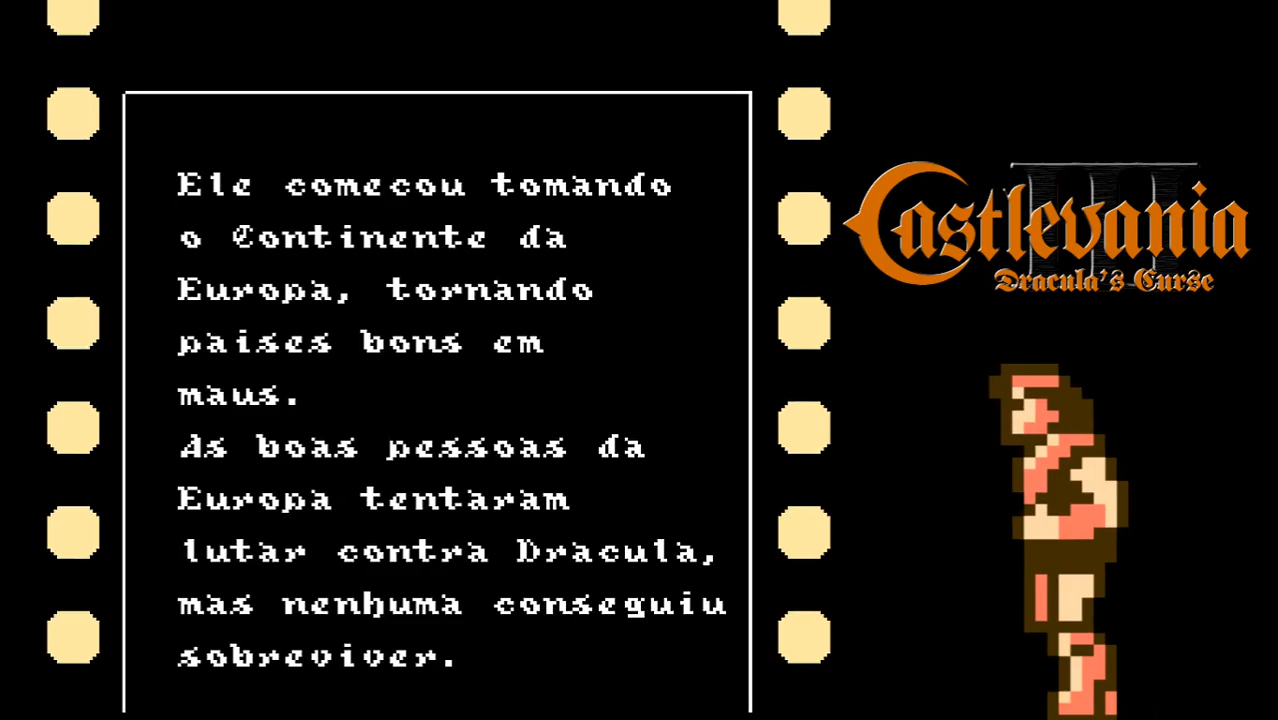 Ele comecou tomando
o Continente da
Europa, tornando
paises bons em
maus.
As boas pessoas da
Europa tentaram
lutar contra Dracula,
mas nenhuma conseguiu
sobreviver.
Castlevania III
Dracula's Curse